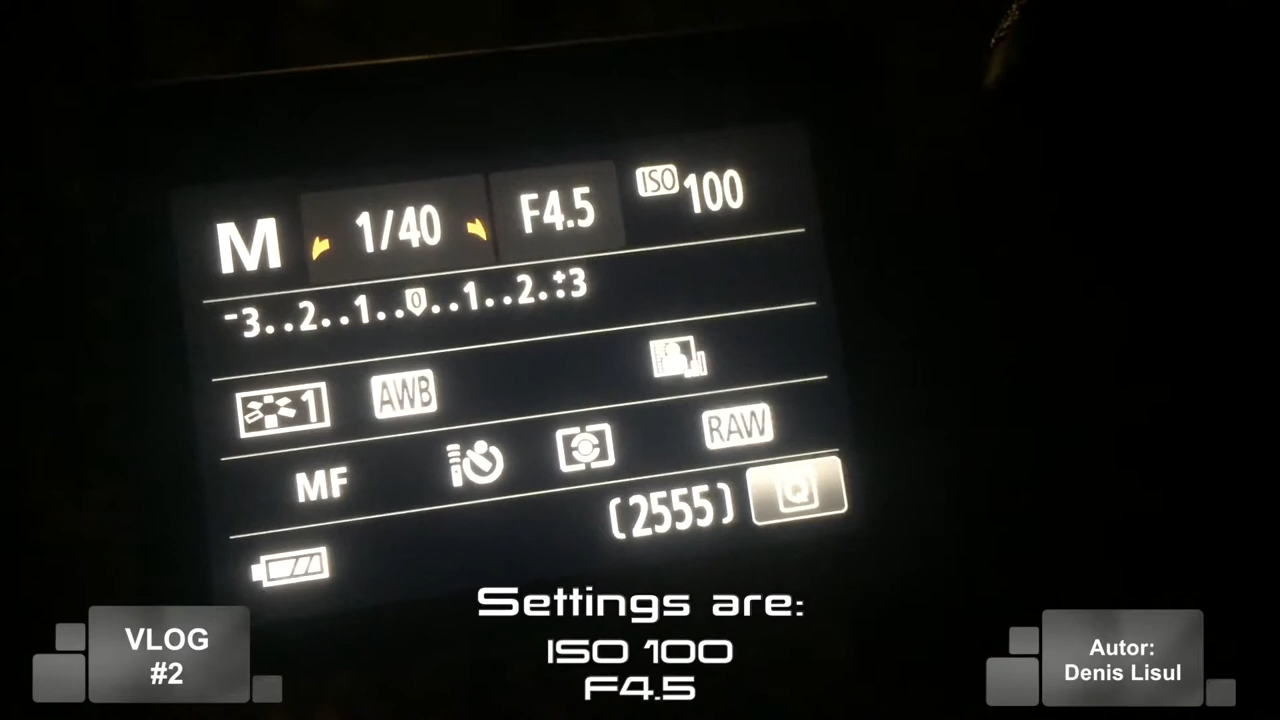 M 1/40 F4.5 ISO 100
-3..2..1..0..1..2..+3
1 AWB
MF RAW
[2555] Q
Settings are:
ISO 100
F4.5
VLOG
#2
Autor:
Denis Lisul